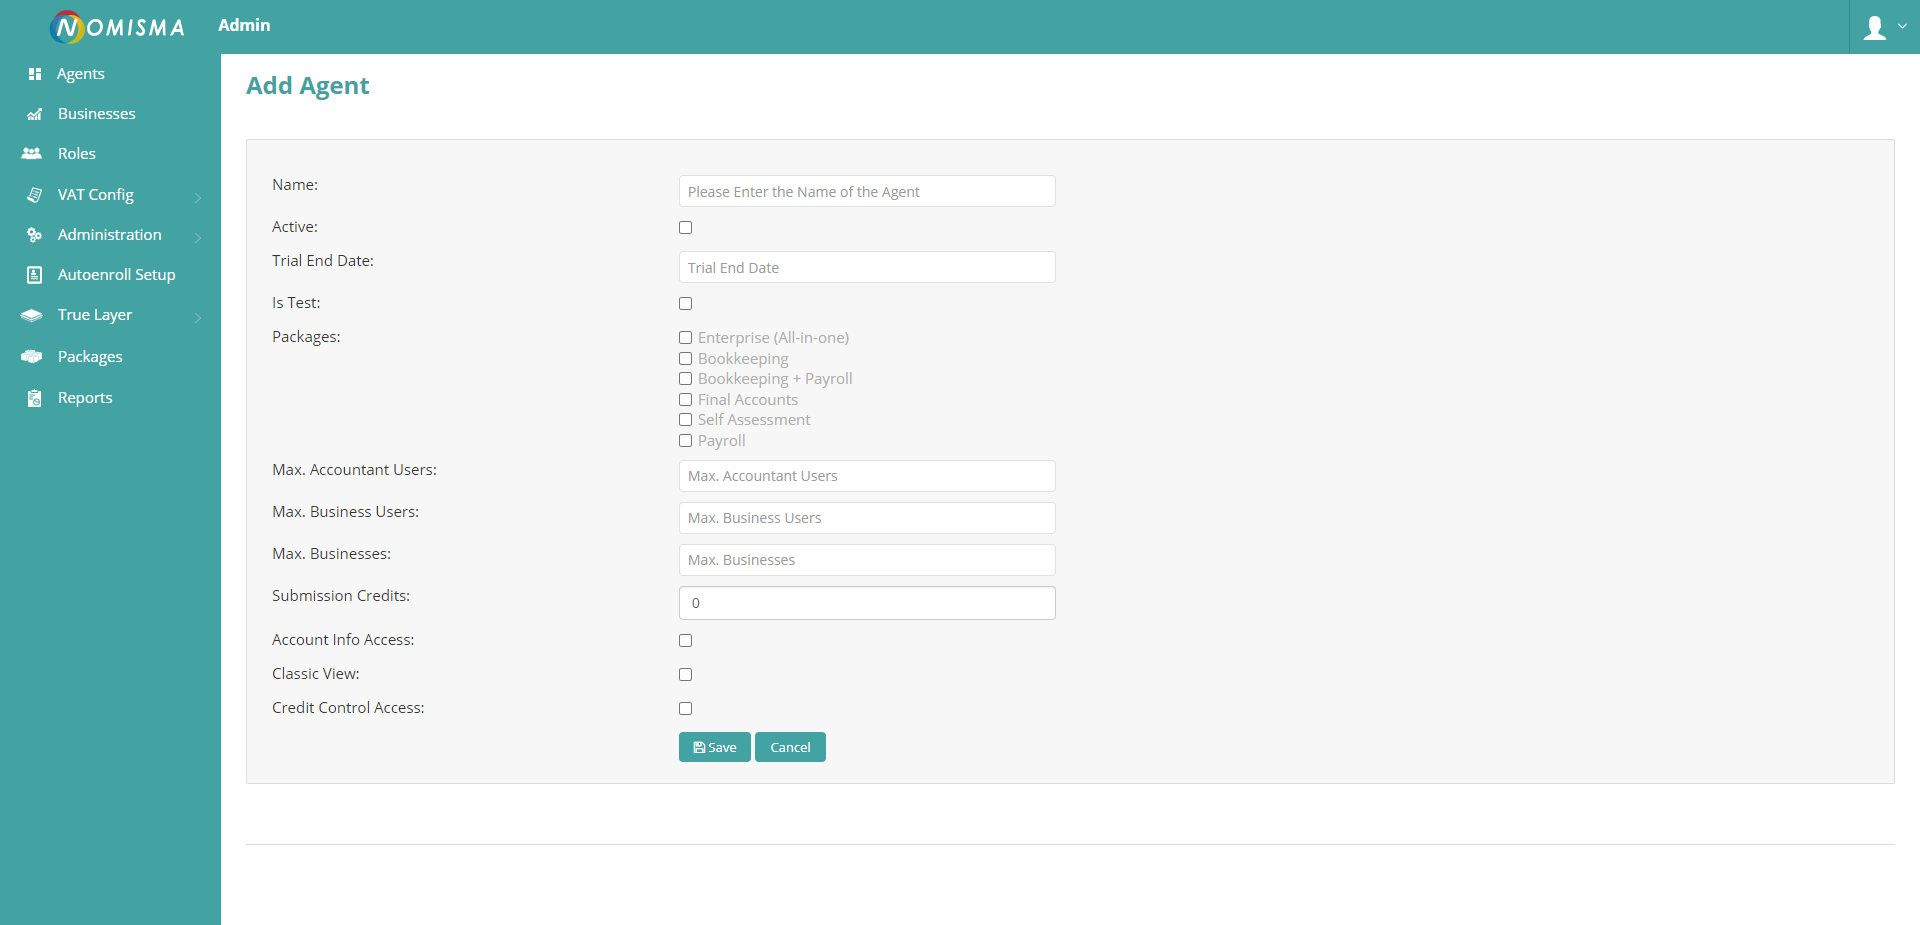 NOMISMA
Admin
Agents
Businesses
Roles
VAT Config
Administration
Autoenroll Setup
True Layer
Packages
Reports
Add Agent
Name:
Please Enter the Name of the Agent
Active:
Trial End Date:
Trial End Date
Is Test:
Packages:
Enterprise (All-in-one)
Bookkeeping
Bookkeeping + Payroll
Final Accounts
Self Assessment
Payroll
Max. Accountant Users:
Max. Accountant Users
Max. Business Users:
Max. Business Users
Max. Businesses:
Max. Businesses
Submission Credits:
0
Account Info Access:
Classic View:
Credit Control Access:
Save
Cancel